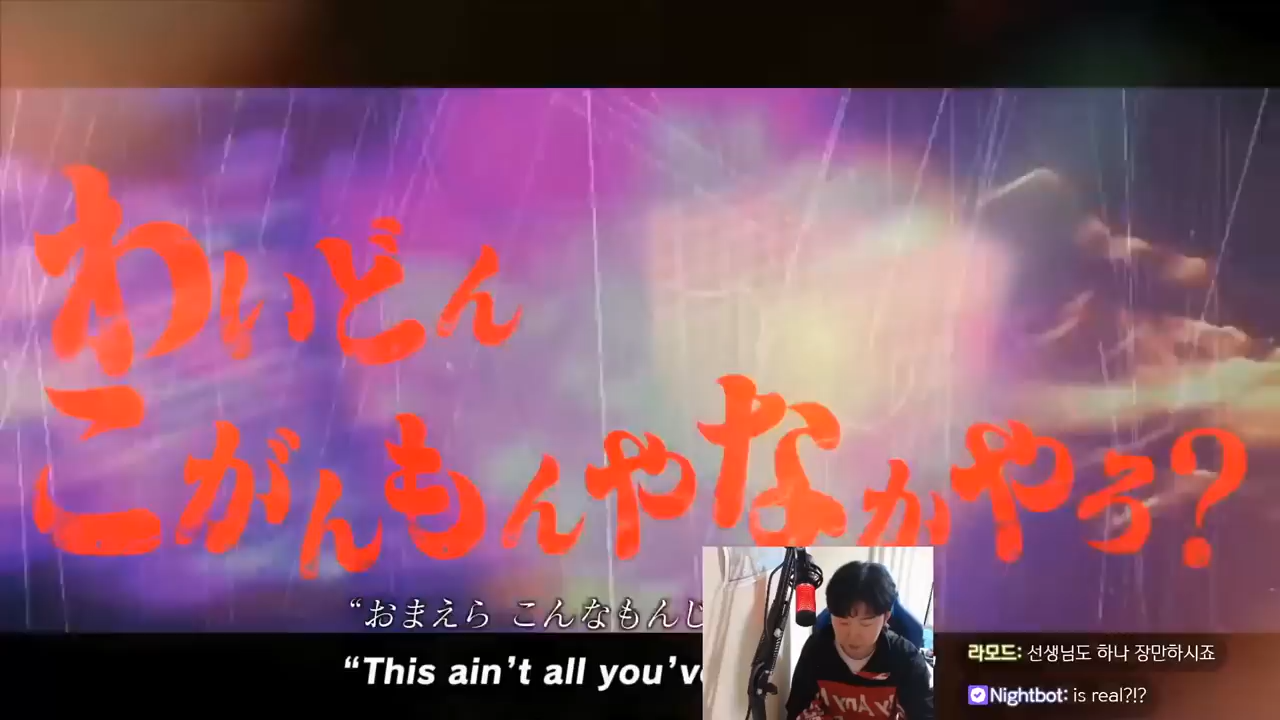 わいどん
こがんもんやなかやろ?
“おまえら こんなもんじ
“This ain’t all you’v
라모드: 선생님도 하나 장만하시죠
Nightbot: is real?!?